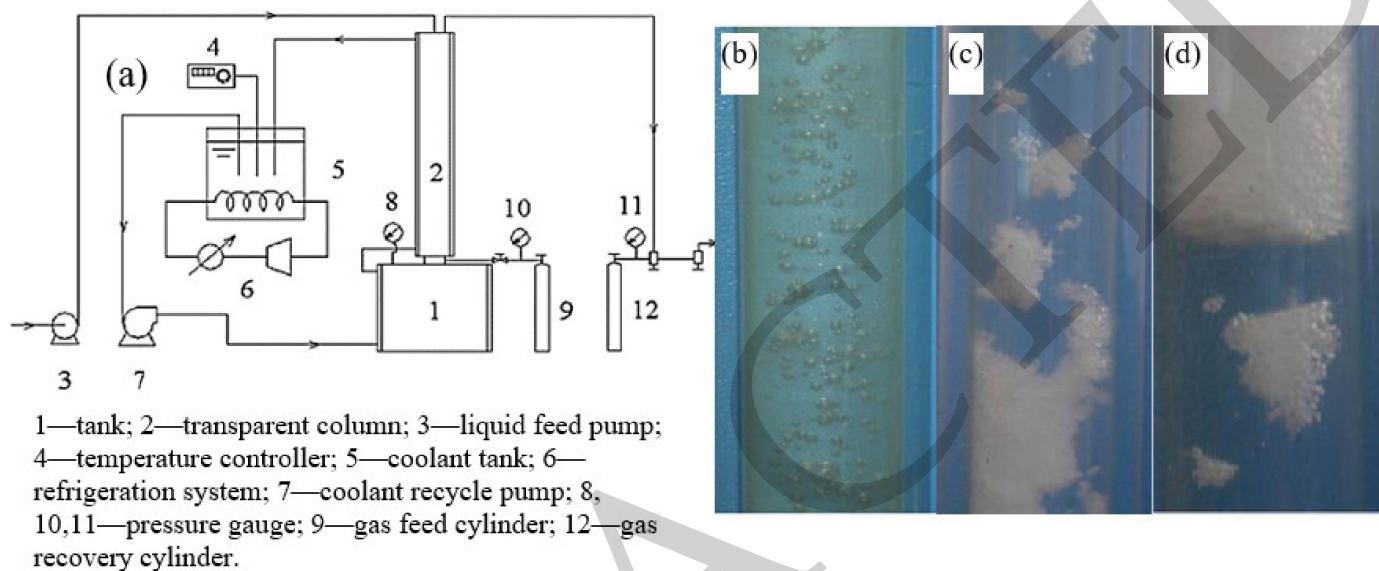 (a)
4
5
2
8
10
11
6
1
9
12
3
7
1—tank; 2—transparent column; 3—liquid feed pump;
4—temperature controller; 5—coolant tank; 6—
refrigeration system; 7—coolant recycle pump; 8,
10,11—pressure gauge; 9—gas feed cylinder; 12—gas
recovery cylinder.
(b)
(c)
(d)